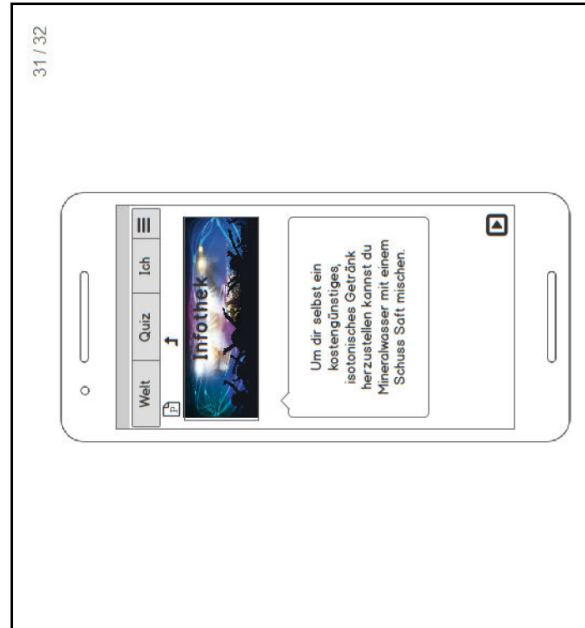 31 / 32
Welt Quiz Ich
Infothek
Um dir selbst ein
kostengünstiges,
isotonisches Getränk
herzustellen kannst du
Mineralwasser mit einem
Schuss Saft mischen.